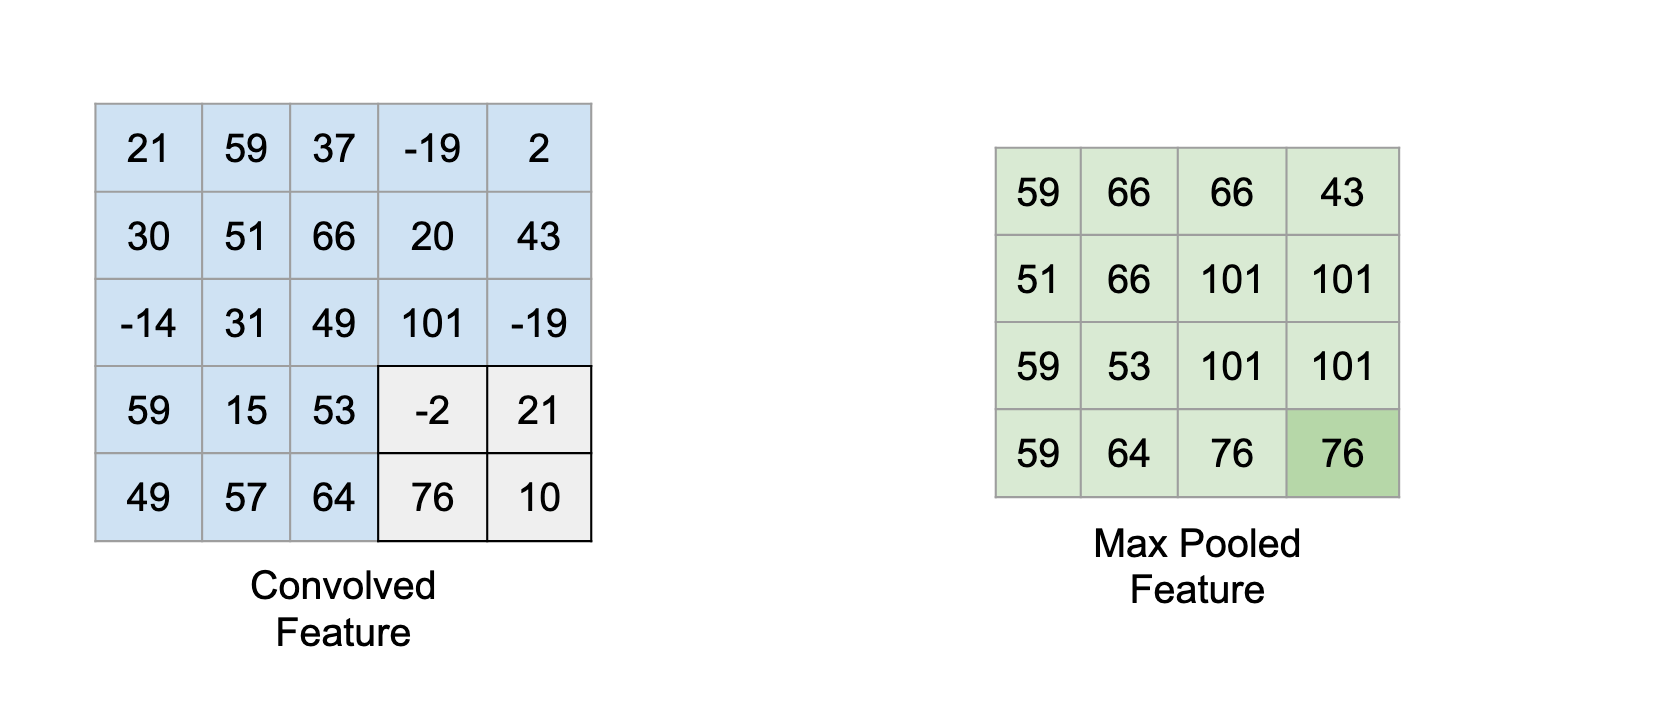 21 59 37 -19 2
30 51 66 20 43
-14 31 49 101 -19
59 15 53 -2 21
49 57 64 76 10
Convolved
Feature
59 66 66 43
51 66 101 101
59 53 101 101
59 64 76 76
Max Pooled
Feature